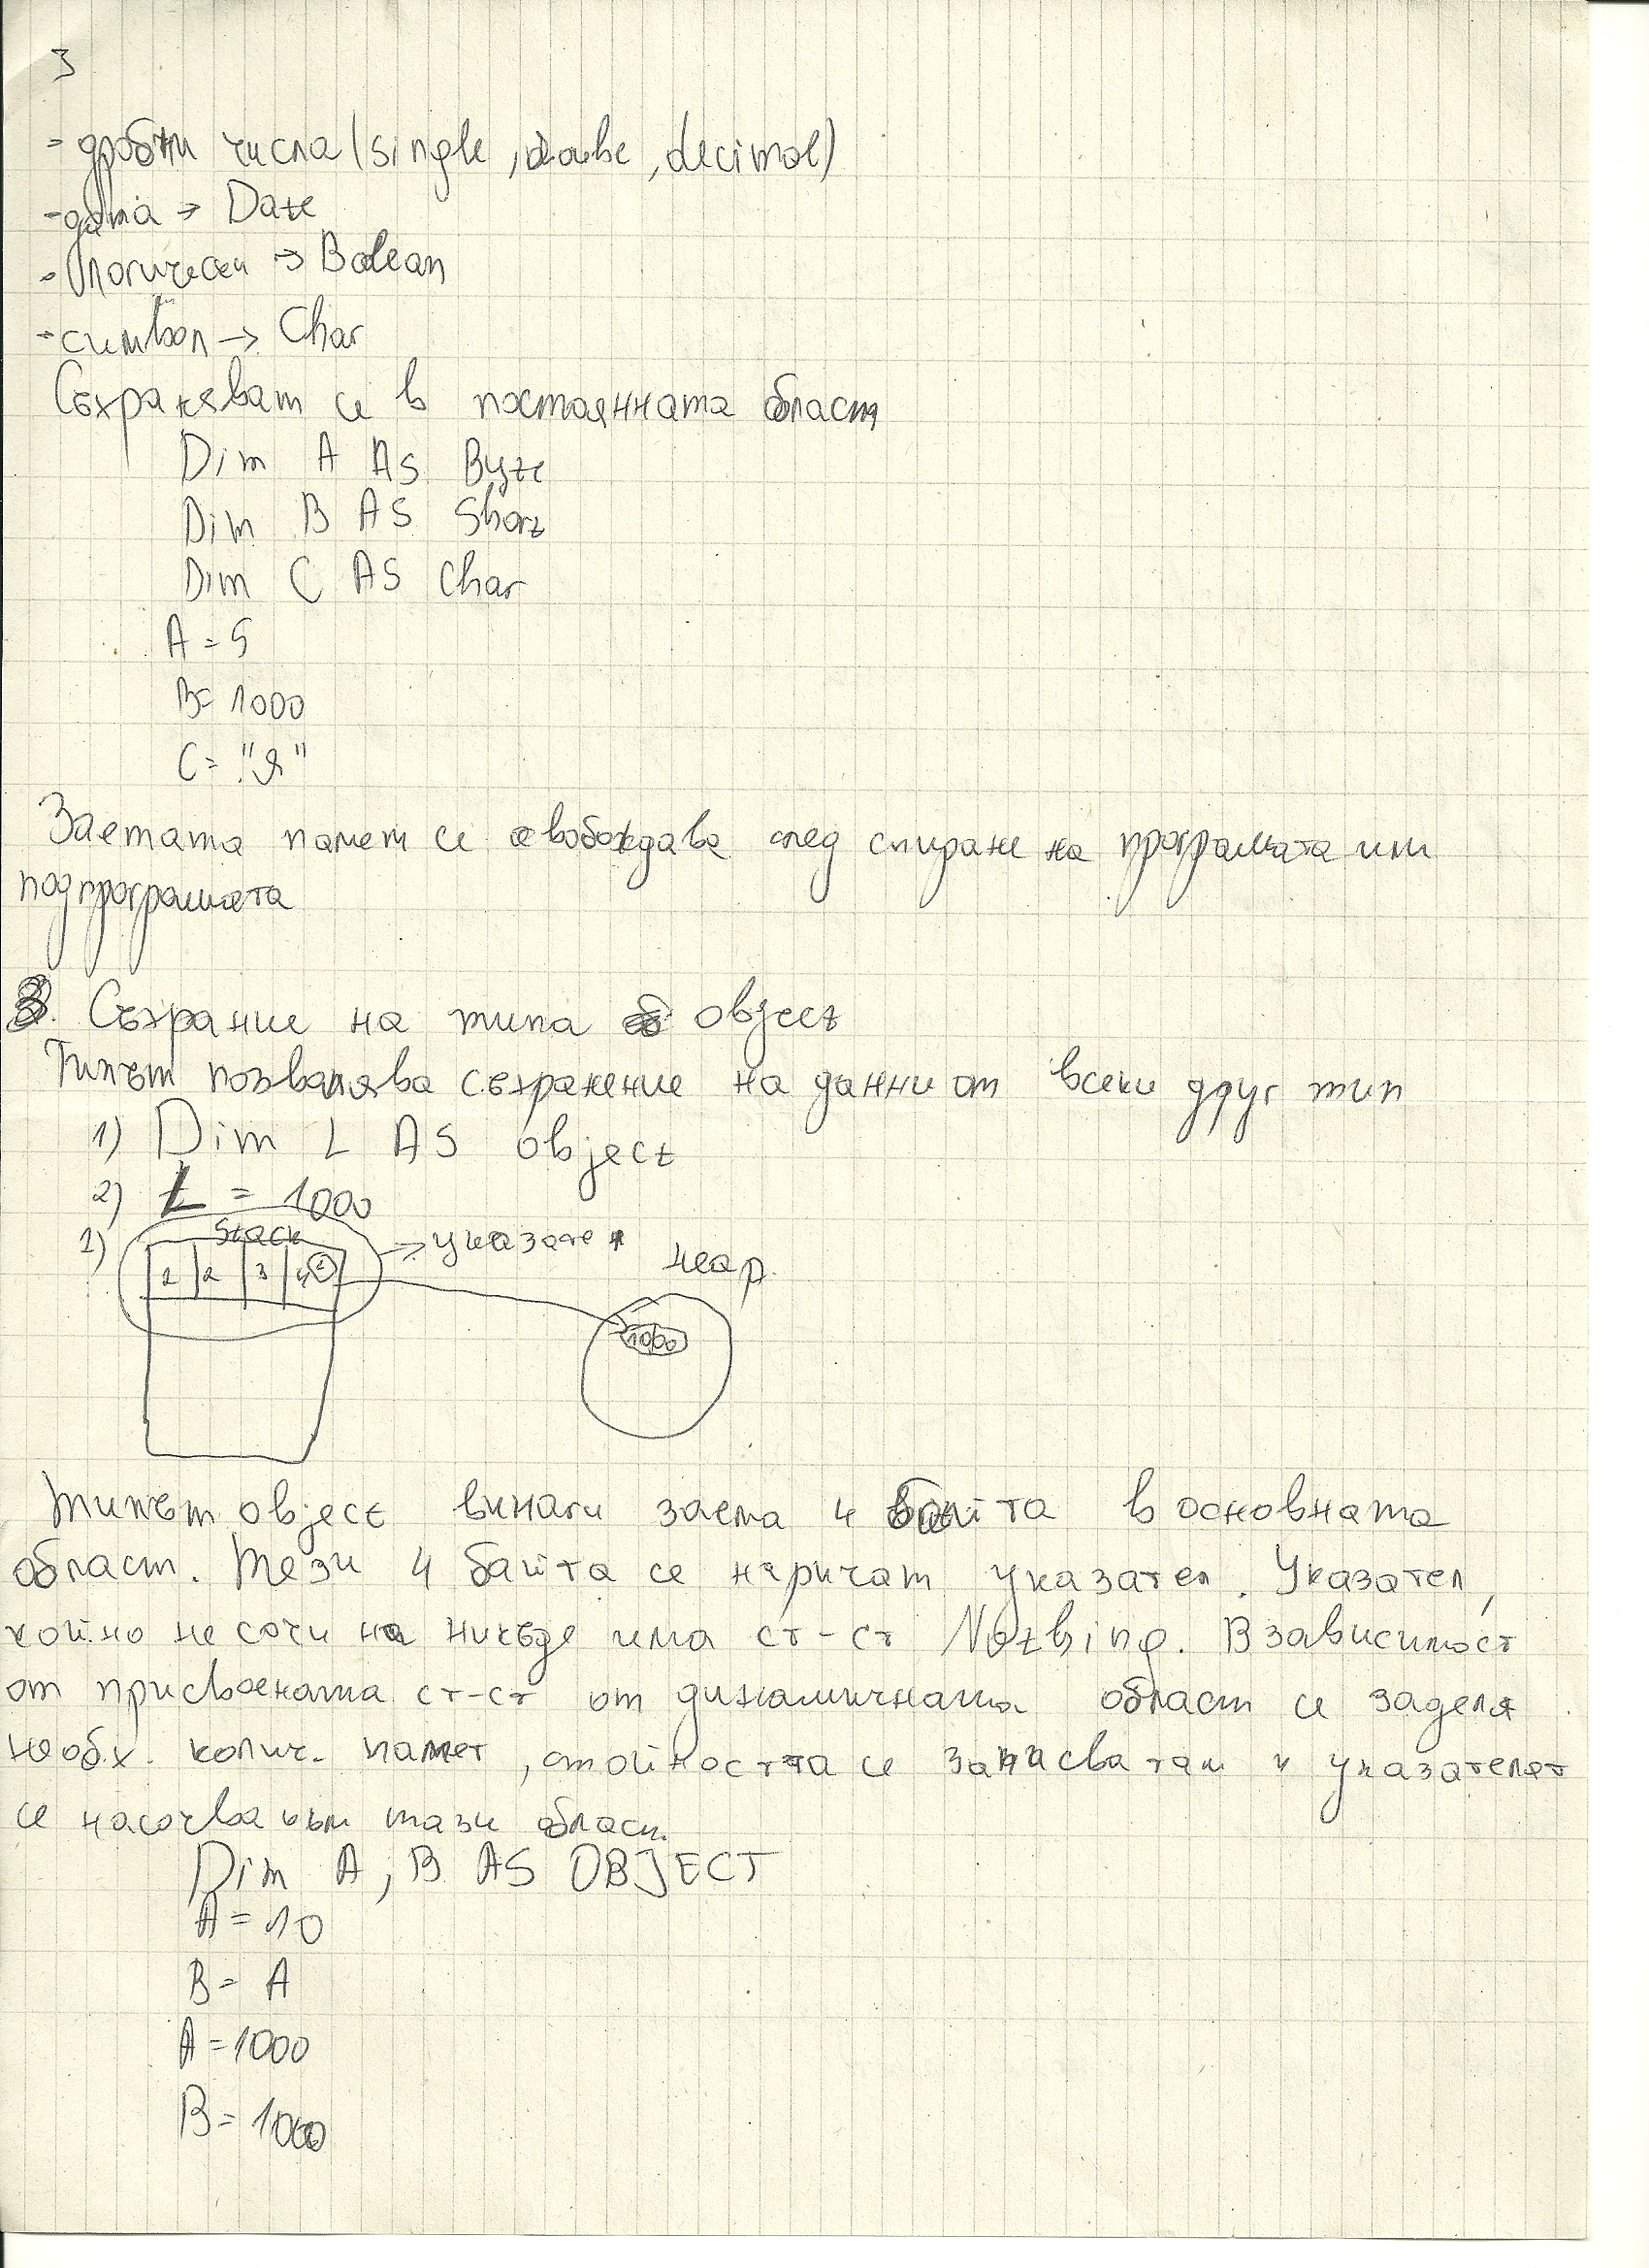 3
- дробни числа (single, double, decimal)
- дата → Date
- логически → Bolean
- символ → Char
Съхраняват се в постоянната област
Dim A AS Byte
Dim B AS Short
Dim C AS Char
A = 5
B = 1000
C = "Я"
Заетата памет се освобождава след спиране на програмата или
подпрограмата
3. Съхрание на типа object
Типът позволява съхранение на данни от всеки друг тип
1) Dim L AS object
2) L = 1000
1) Stack → указател heap
1 2 3 4
1000
Типът object винаги заема 4 байта в основната
област. Тези 4 байта се наричат указател. Указател,
който не сочи на никъде има ст-ст Nothing. В зависимост
от присвоената ст-ст от динамичната област се заделя
необх. колич. памет, стойността се записва там и указателят
се насочва към тази област.
Dim A, B AS OBJECT
A = 10
B = A
A = 1000
B = 1000